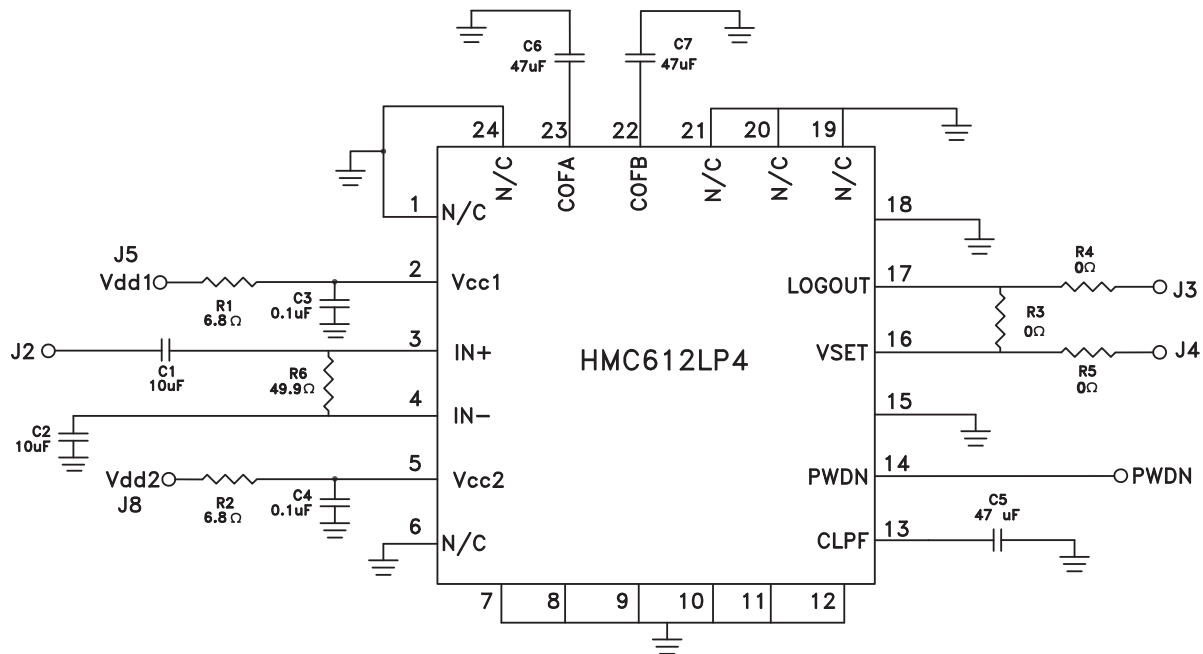 C6
47uF
C7
47uF
24
23
22
21
20
19
N/C
COFA
COFB
N/C
N/C
N/C
1
N/C
18
J5
Vdd1
R1
6.8Ω
C3
0.1uF
2
Vcc1
LOGOUT
17
R4
0Ω
J3
R3
0Ω
J2
C1
10uF
R6
49.9Ω
3
IN+
HMC612LP4
VSET
16
R5
0Ω
J4
C2
10uF
4
IN-
15
Vdd2
J8
R2
6.8Ω
C4
0.1uF
5
Vcc2
PWDN
14
PWDN
6
N/C
CLPF
13
C5
47 uF
7
8
9
10
11
12